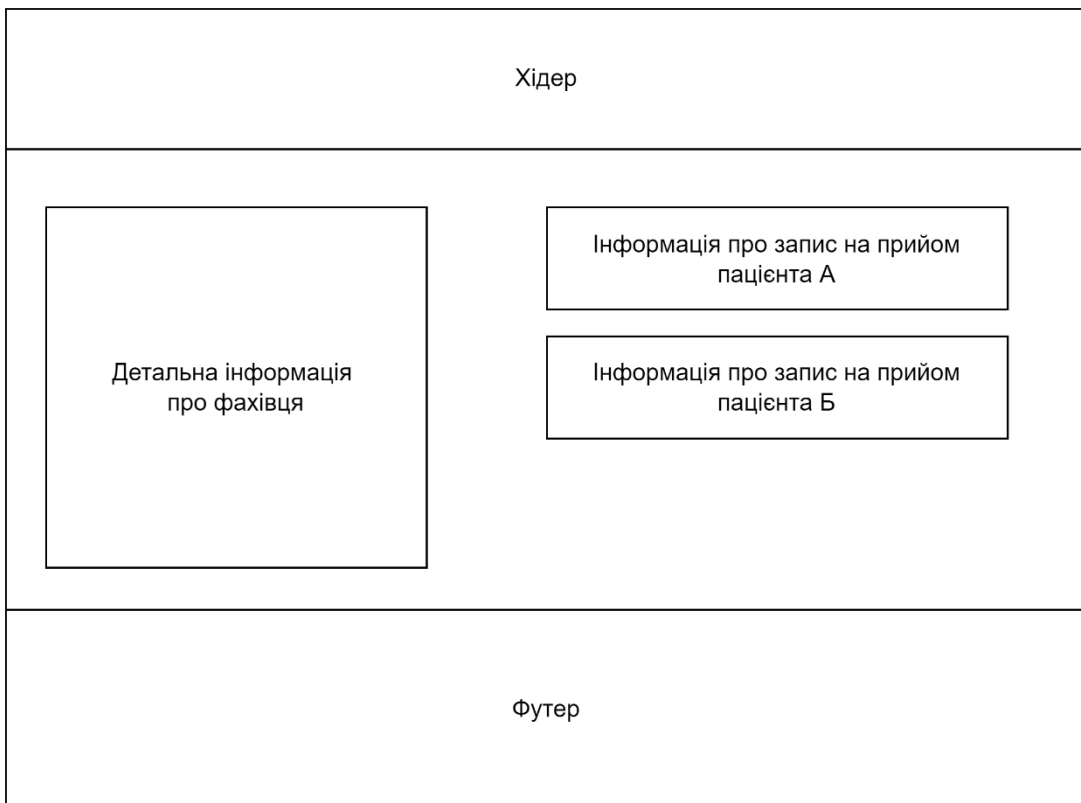 Хідер
Детальна інформація
про фахівця
Інформація про запис на прийом
пацієнта А
Інформація про запис на прийом
пацієнта Б
Футер